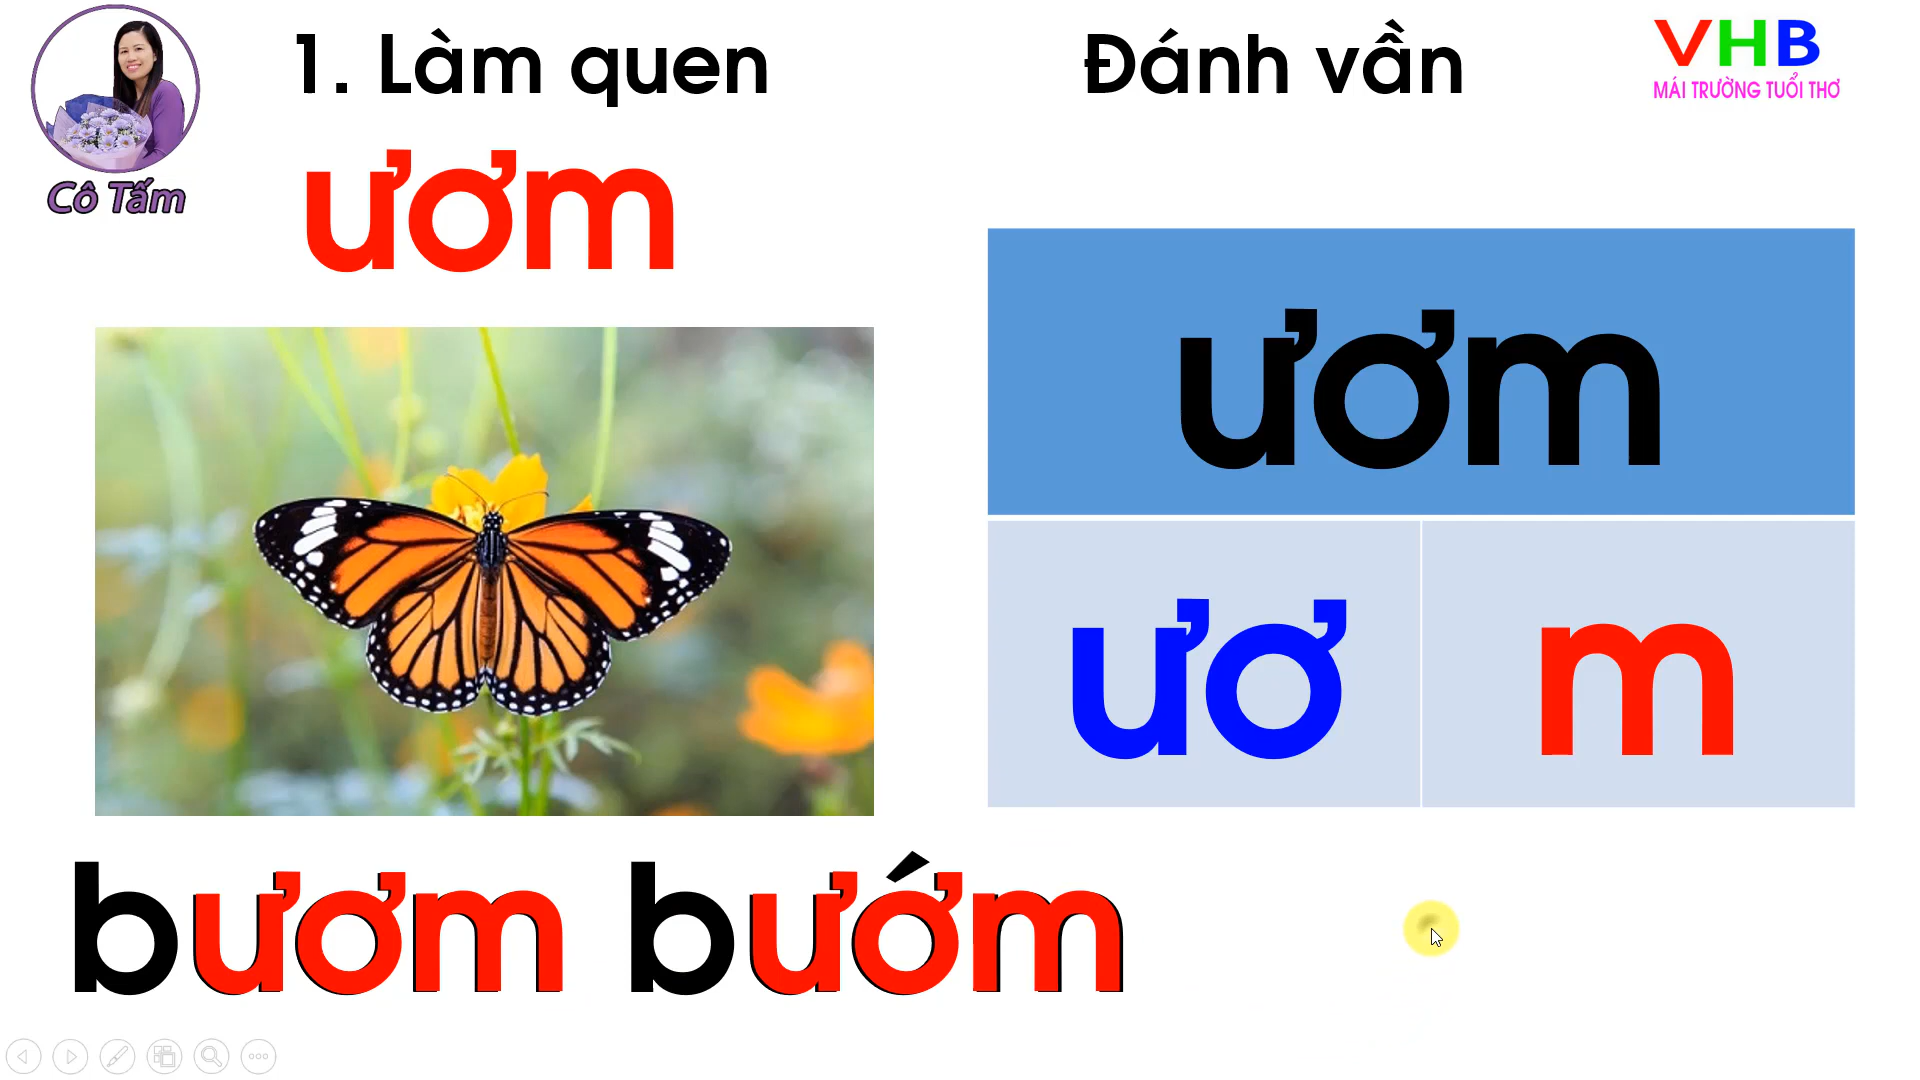 1. Làm quen
Đánh vần
VHB
MÁI TRƯỜNG TUỔI THƠ
Cô Tấm
ươm
ươm
ươ m
bươm bướm